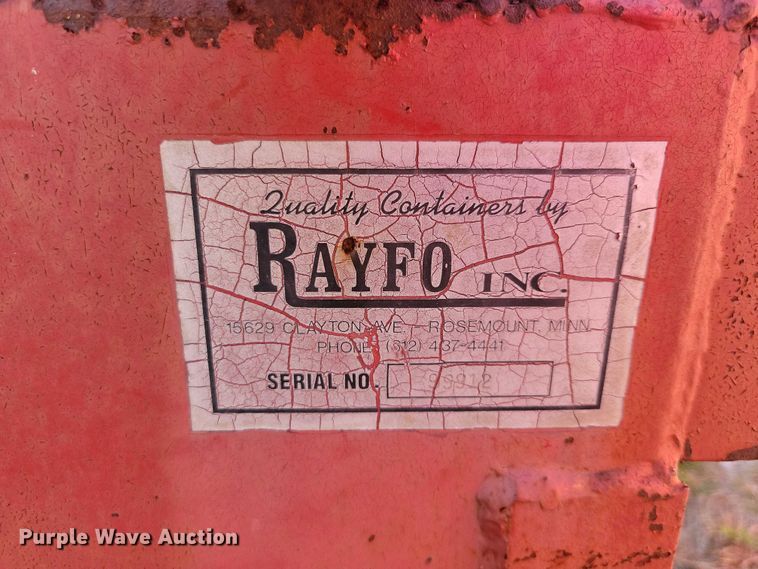 Quality Containers by
RAYFO INC.
15629 CLAYTON AVE. - ROSEMOUNT, MINN.
PHONE (612) 437-4441
SERIAL NO.
Purple Wave Auction